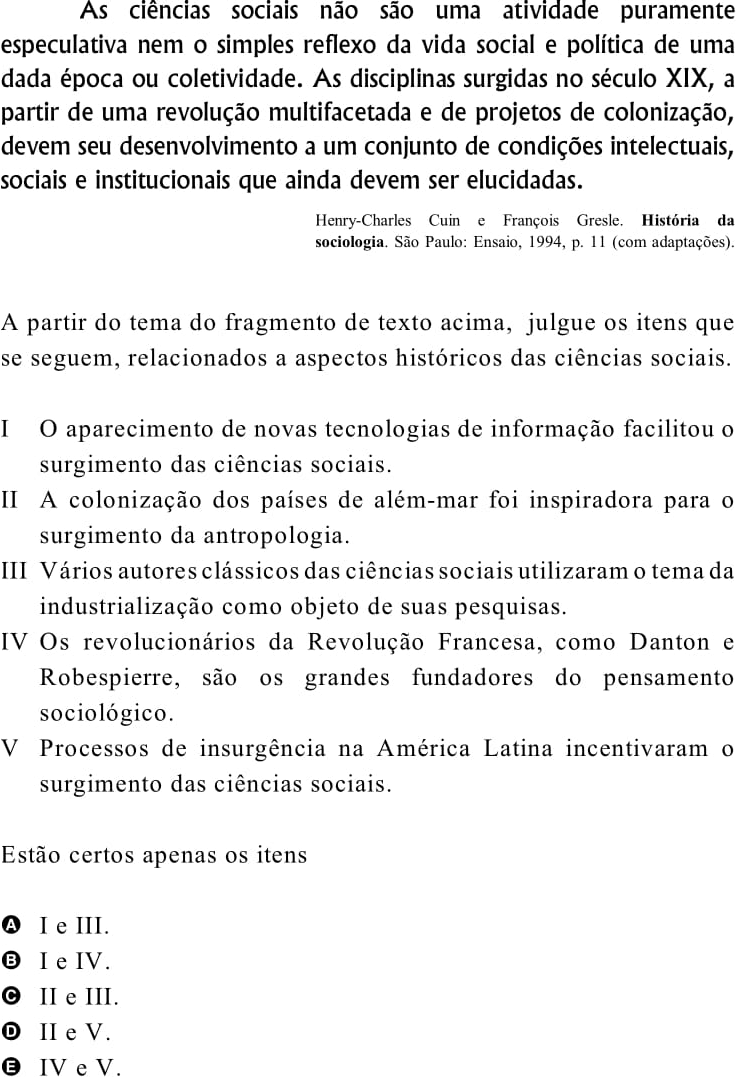 As ciências sociais não são uma atividade puramente
especulativa nem o simples reflexo da vida social e política de uma
dada época ou coletividade. As disciplinas surgidas no século XIX, a
partir de uma revolução multifacetada e de projetos de colonização,
devem seu desenvolvimento a um conjunto de condições intelectuais,
sociais e institucionais que ainda devem ser elucidadas.
Henry-Charles Cuin e François Gresle. História da
sociologia. São Paulo: Ensaio, 1994, p. 11 (com adaptações).
A partir do tema do fragmento de texto acima, julgue os itens que
se seguem, relacionados a aspectos históricos das ciências sociais.
I O aparecimento de novas tecnologias de informação facilitou o
surgimento das ciências sociais.
II A colonização dos países de além-mar foi inspiradora para o
surgimento da antropologia.
III Vários autores clássicos das ciências sociais utilizaram o tema da
industrialização como objeto de suas pesquisas.
IV Os revolucionários da Revolução Francesa, como Danton e
Robespierre, são os grandes fundadores do pensamento
sociológico.
V Processos de insurgência na América Latina incentivaram o
surgimento das ciências sociais.
Estão certos apenas os itens
A I e III.
B I e IV.
C II e III.
D II e V.
E IV e V.